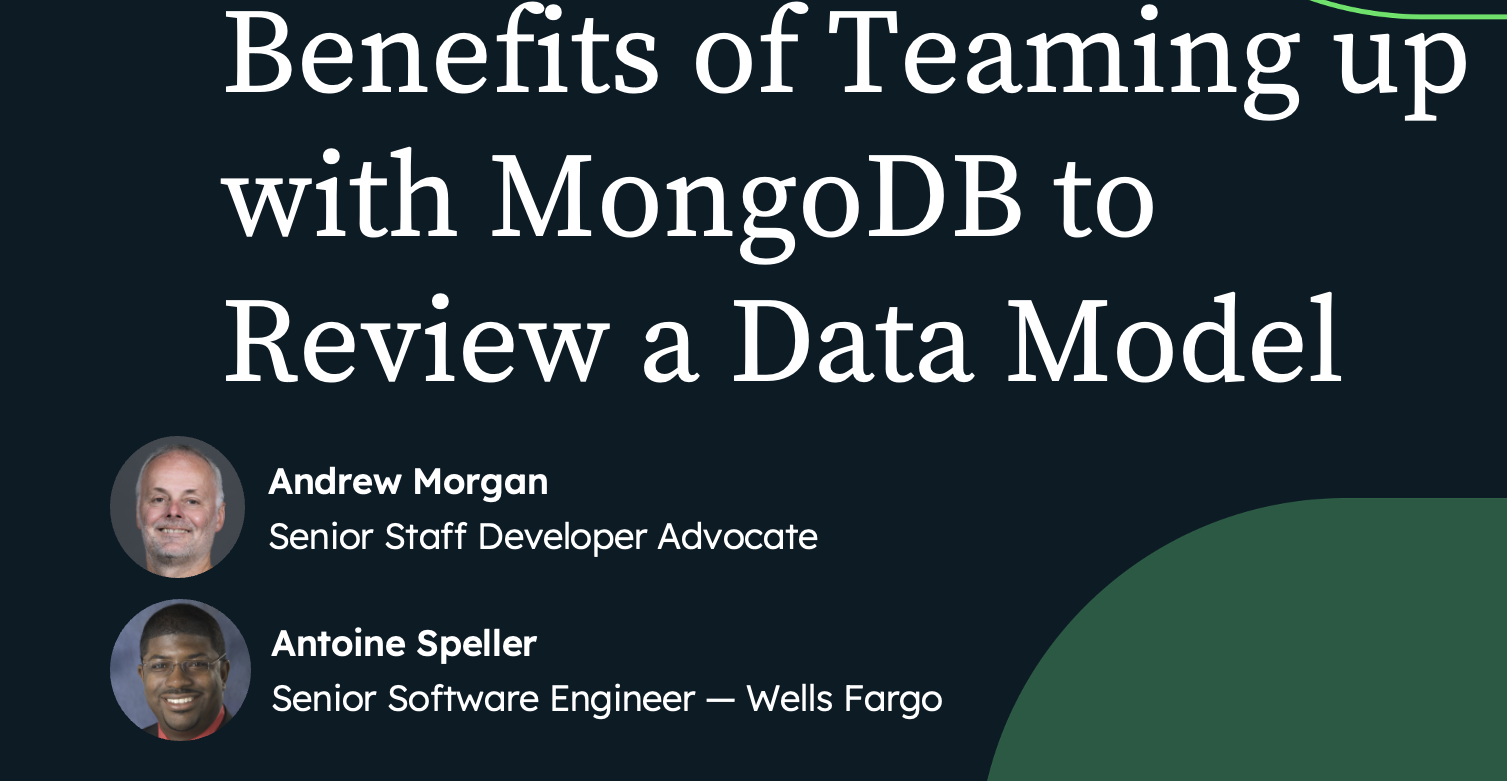 Benefits of Teaming up
with MongoDB to
Review a Data Model
Andrew Morgan
Senior Staff Developer Advocate
Antoine Speller
Senior Software Engineer — Wells Fargo